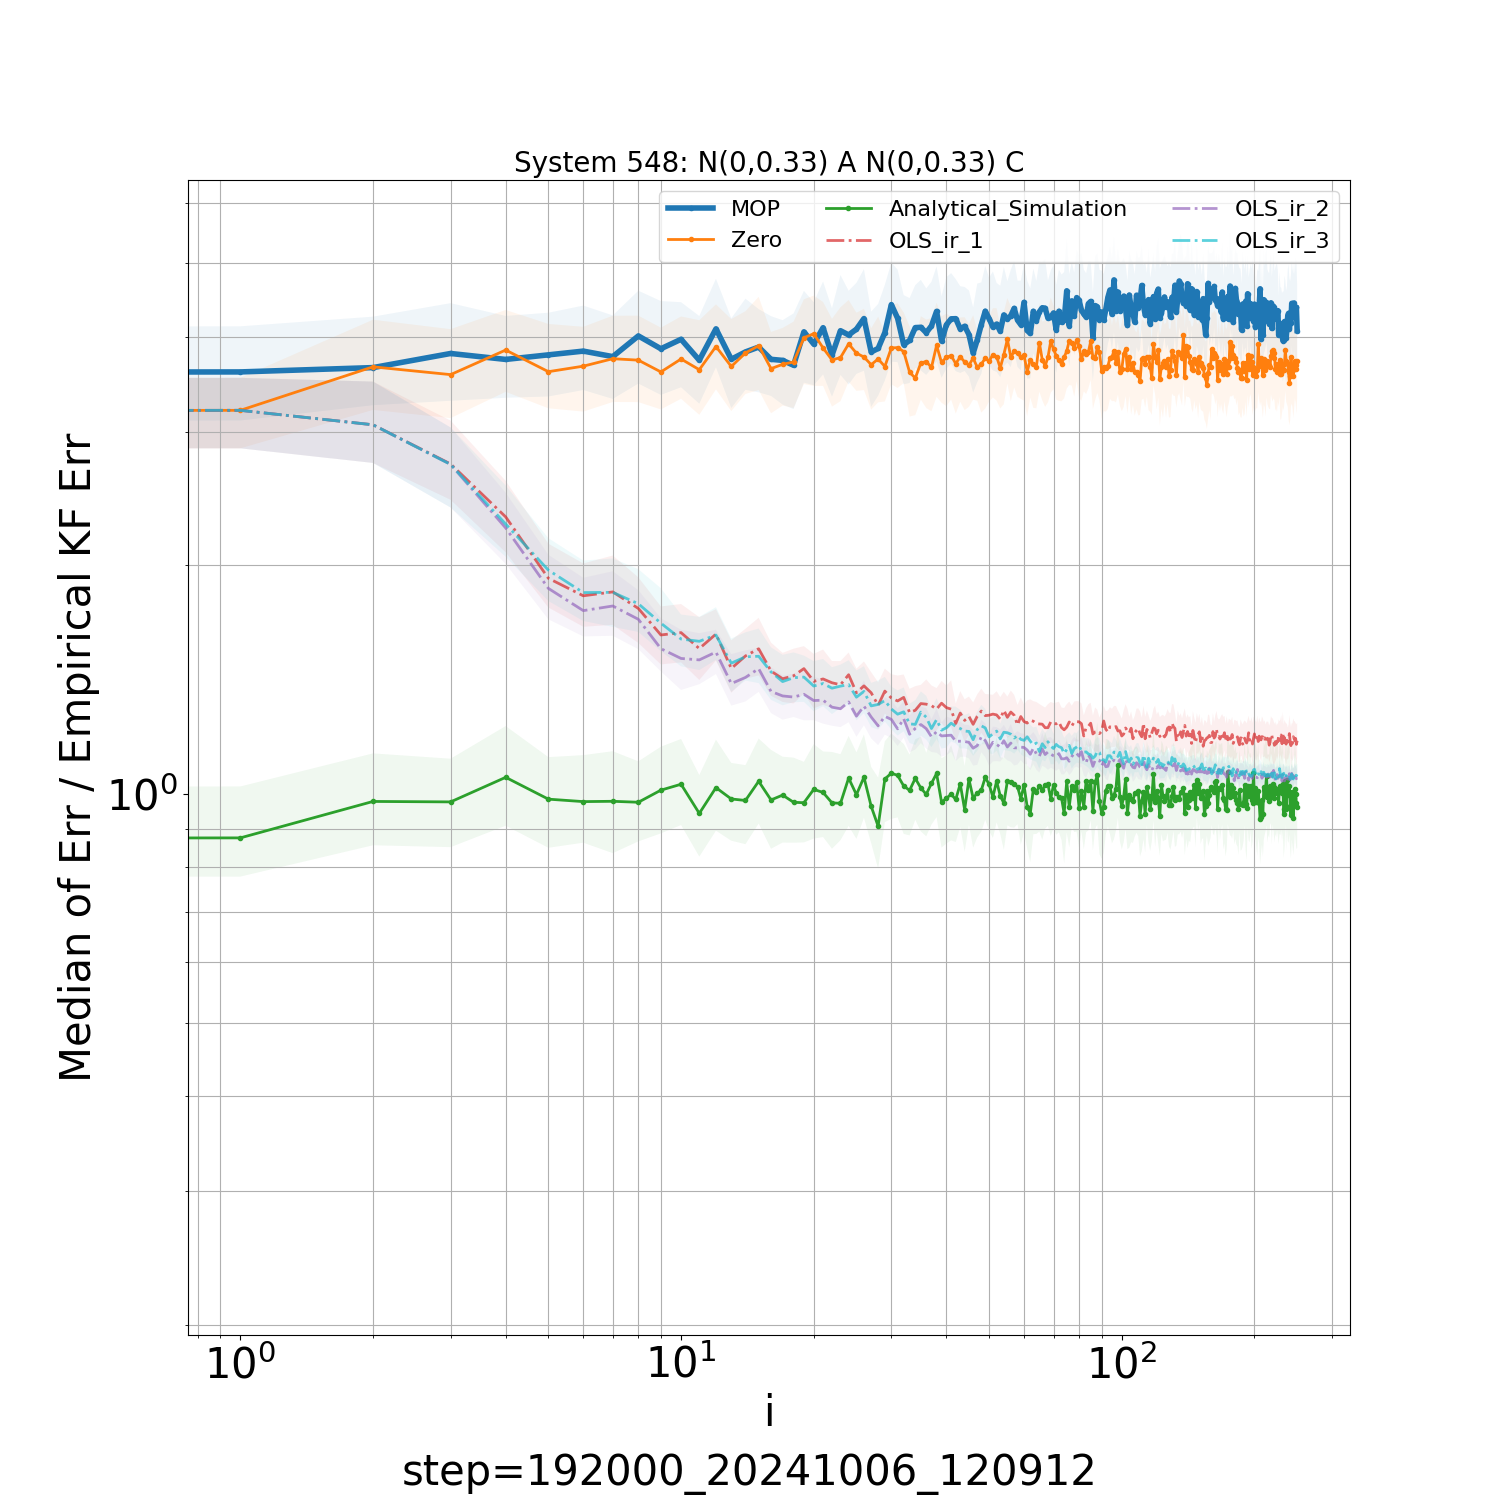 System 548: N(0,0.33) A N(0,0.33) C
MOP
Zero
Analytical_Simulation
OLS_ir_1
OLS_ir_2
OLS_ir_3
Median of Err / Empirical KF Err
10⁰
10⁰ 10¹ 10²
i
step=192000_20241006_120912